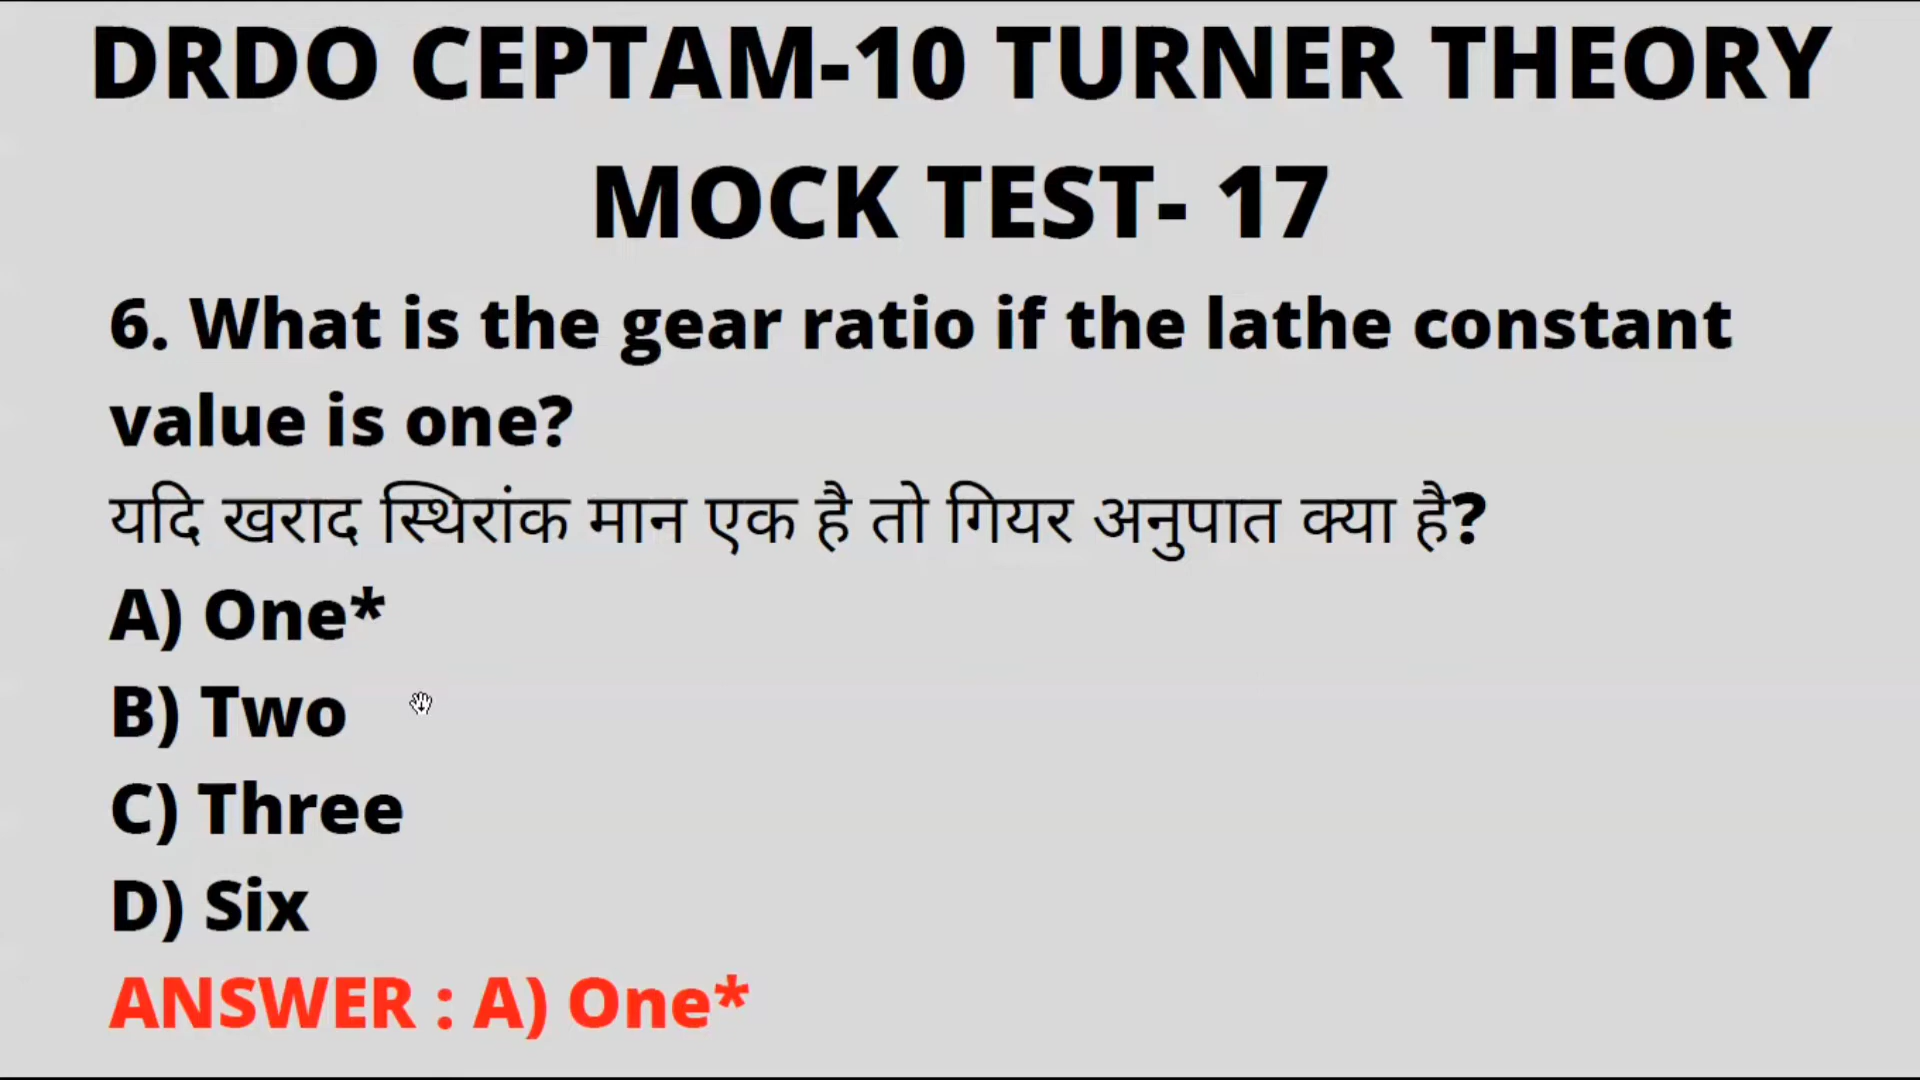 DRDO CEPTAM-10 TURNER THEORY
MOCK TEST- 17
6. What is the gear ratio if the lathe constant
value is one?
यदि खराद स्थिरांक मान एक है तो गियर अनुपात क्या है?
A) One*
B) Two
C) Three
D) Six
ANSWER : A) One*